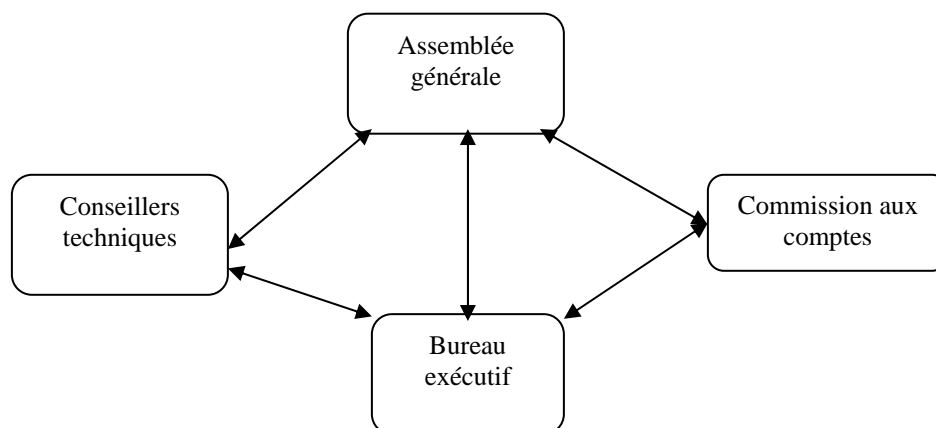 Assemblée
générale
Conseillers
techniques
Commission aux
comptes
Bureau
exécutif